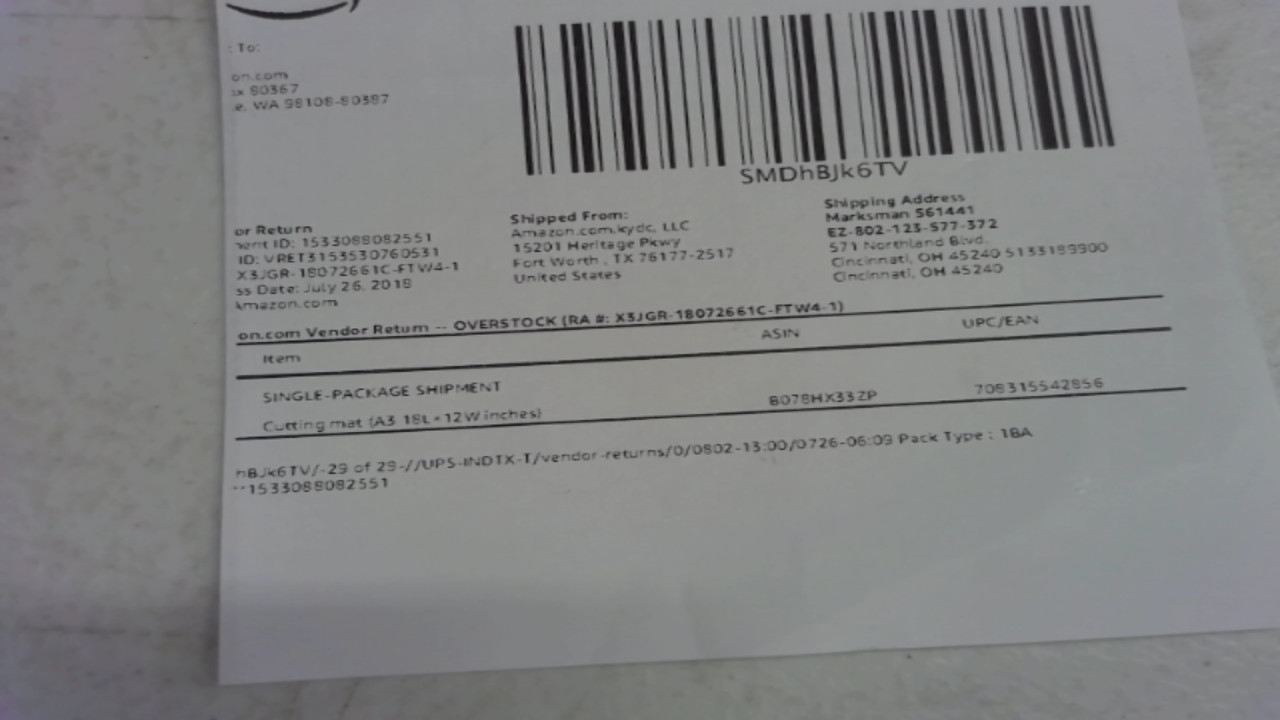 : To:
on.com
ox 80367
e, WA 98108-80387
SMDhBJk6TV
or Return
ment ID: 1533088082551
ID: VRET3153530760531
X3JGR-18072661C-FTW4-1
ss Date: July 26, 2018
Amazon.com
Shipped From:
Amazon.com.kydc, LLC
15201 Heritage Pkwy
Fort Worth , TX 76177-2517
United States
Shipping Address
Marksman 561441
EZ-802-123-577-372
571 Northland Blvd.
Cincinnati, OH 45240 5133189900
Cincinnati, OH 45240
on.com Vendor Return -- OVERSTOCK (RA #: X3JGR-18072661C-FTW4-1)
Item ASIN UPC/EAN
SINGLE-PACKAGE SHIPMENT
Cutting mat (A3 18L×12W inches) B078HX33ZP 708315542856
hBJk6TV/-29 of 29-//UPS-INDTX-T/vendor-returns/0/0802-13:00/0726-06:09 Pack Type : 1BA
**1533088082551